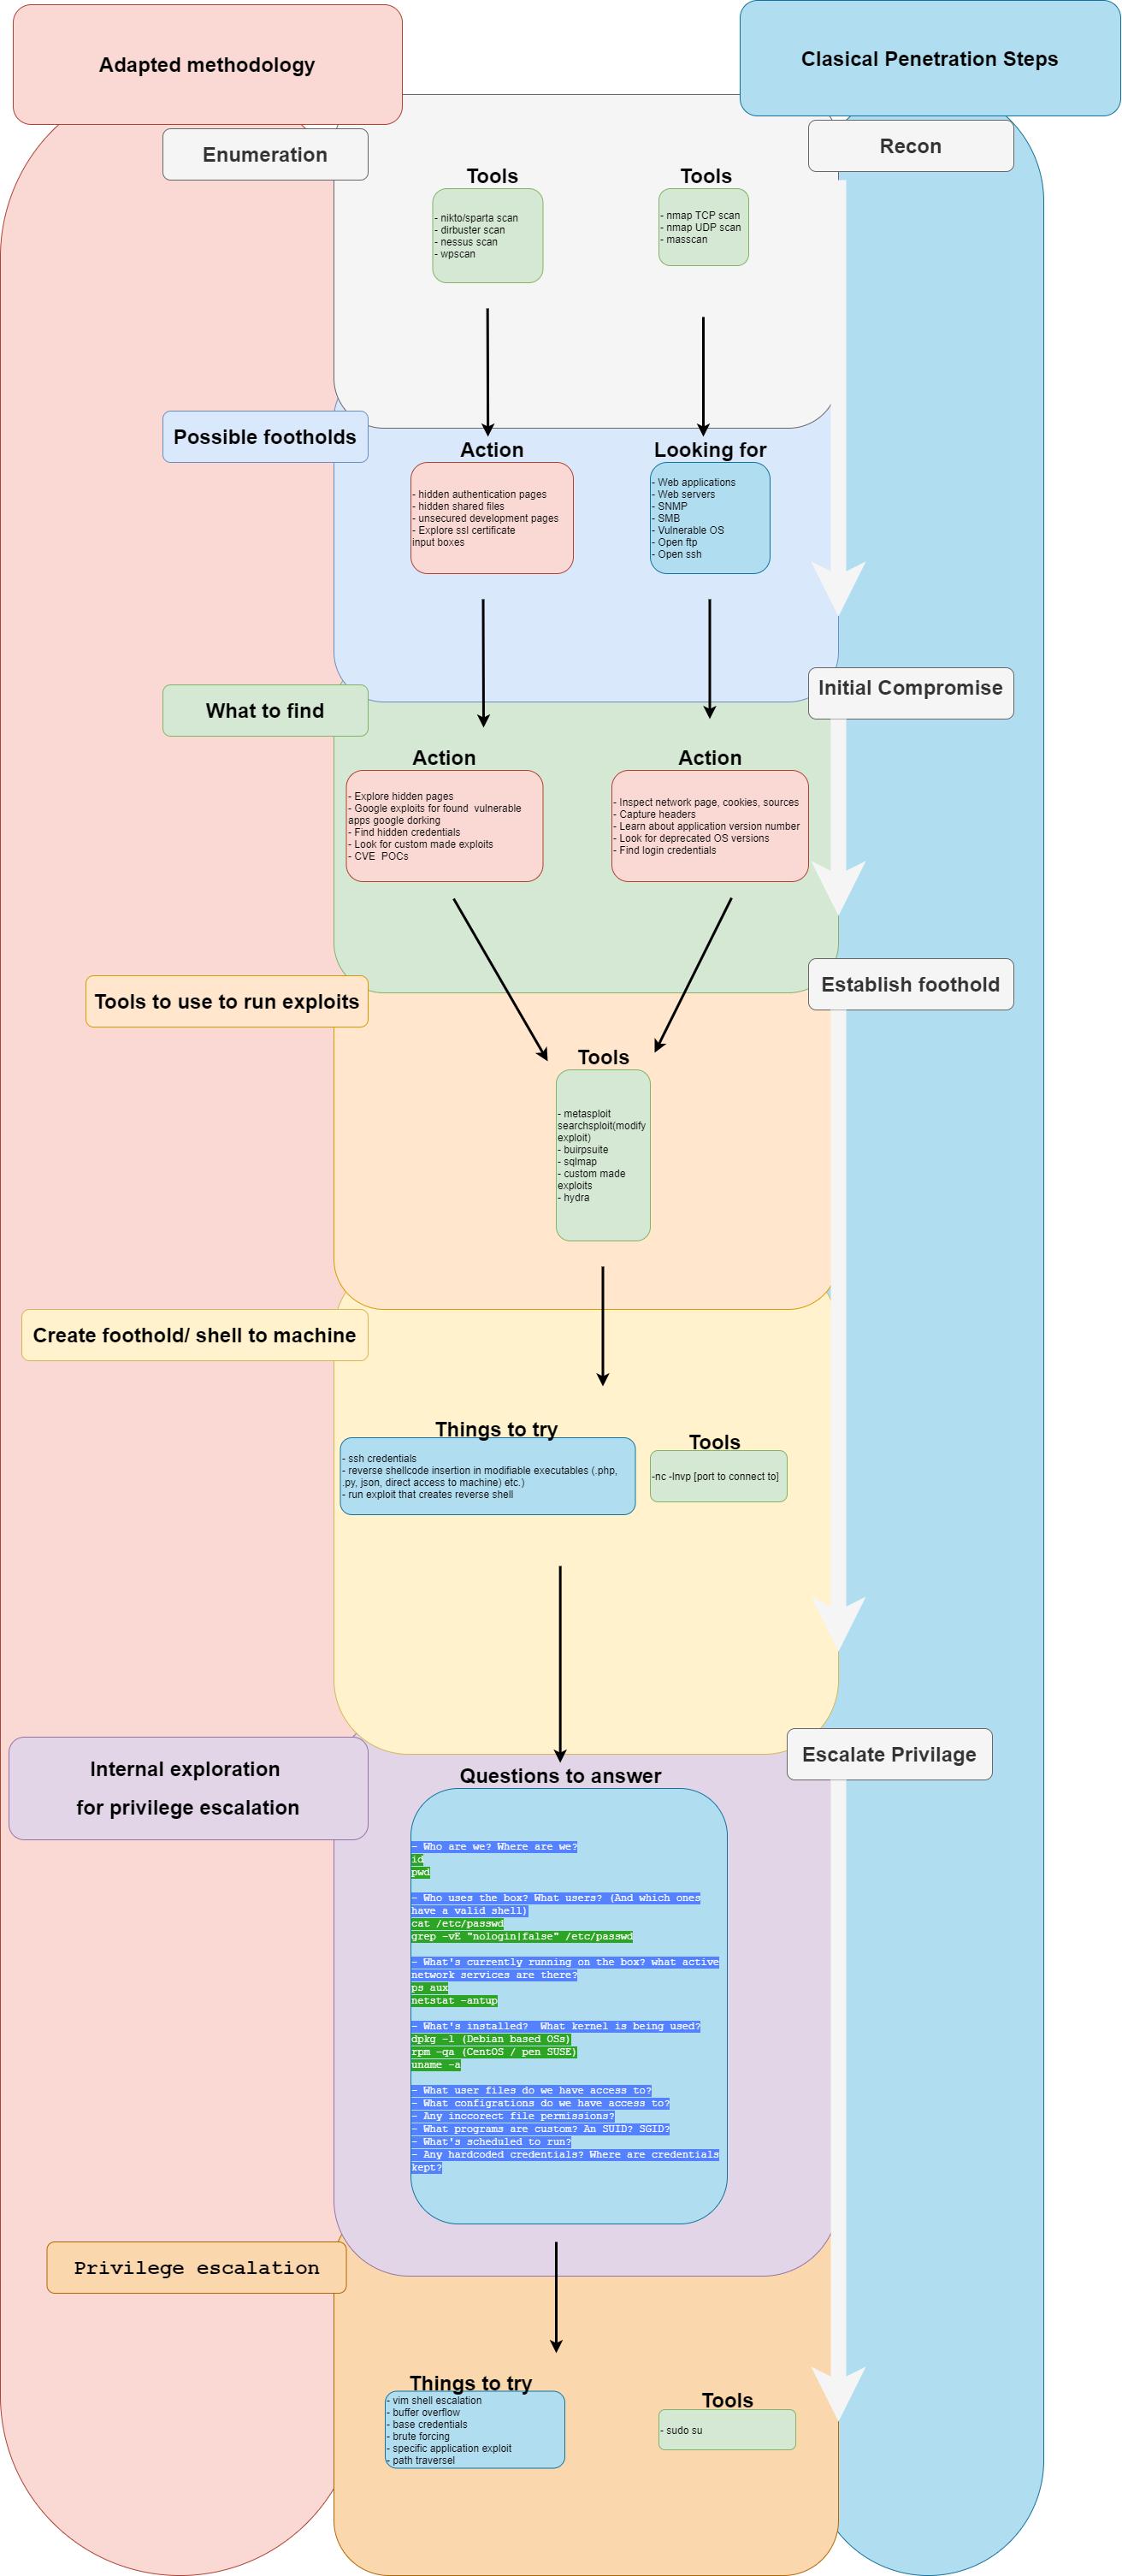 Adapted methodology
Clasical Penetration Steps
Enumeration
Recon
Tools
- nikto/sparta scan
- dirbuster scan
- nessus scan
- wpscan
Tools
- nmap TCP scan
- nmap UDP scan
- masscan
Possible footholds
Action
- hidden authentication pages
- hidden shared files
- unsecured development pages
- Explore ssl certificate
input boxes
Looking for
- Web applications
- Web servers
- SNMP
- SMB
- Vulnerable OS
- Open ftp
- Open ssh
Initial Compromise
What to find
Action
- Explore hidden pages
- Google exploits for found  vulnerable
apps google dorking
- Find hidden credentials
- Look for custom made exploits
- CVE  POCs
Action
- Inspect network page, cookies, sources
- Capture headers
- Learn about application version number
- Look for deprecated OS versions
- Find login credentials
Establish foothold
Tools to use to run exploits
Tools
- metasploit
searchsploit(modify
exploit)
- buirpsuite
- sqlmap
- custom made
exploits
- hydra
Create foothold/ shell to machine
Things to try
- ssh credentials
- reverse shellcode insertion in modifiable executables (.php,
.py, json, direct access to machine) etc.)
- run exploit that creates reverse shell
Tools
-nc -lnvp [port to connect to]
Escalate Privilage
Internal exploration
for privilege escalation
Questions to answer
- Who are we? Where are we?
id
pwd
- Who uses the box? What users? (And which ones
have a valid shell)
cat /etc/passwd
grep -vE "nologin|false" /etc/passwd
- What's currently running on the box? what active
network services are there?
ps aux
netstat -antup
- What's installed?  What kernel is being used?
dpkg -l (Debian based OSs)
rpm -qa (CentOS / pen SUSE)
uname -a
- What user files do we have access to?
- What configrations do we have access to?
- Any inccorect file permissions?
- What programs are custom? An SUID? SGID?
- What's scheduled to run?
- Any hardcoded credentials? Where are credentials
kept?
Privilege escalation
Things to try
- vim shell escalation
- buffer overflow
- base credentials
- brute forcing
- specific application exploit
- path traversel
Tools
- sudo su